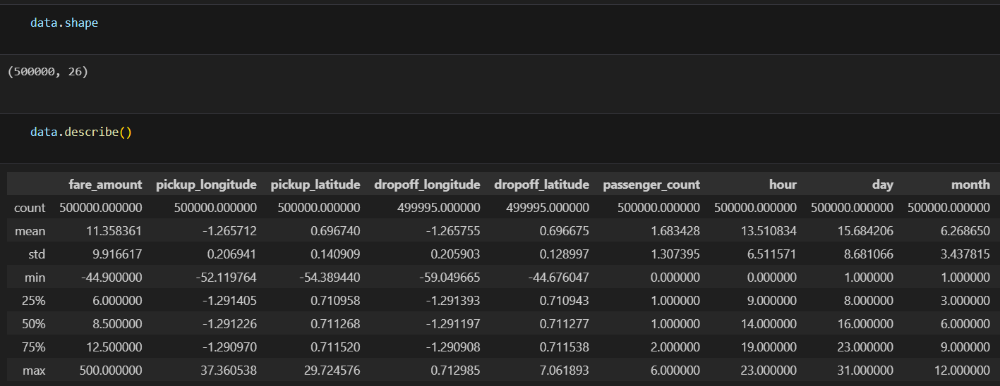 data.shape
(500000, 26)
data.describe()
fare_amount pickup_longitude pickup_latitude dropoff_longitude dropoff_latitude passenger_count hour day month
count 500000.000000 500000.000000 500000.000000 499995.000000 499995.000000 500000.000000 500000.000000 500000.000000 500000.000000
mean 11.358361 -1.265712 0.696740 -1.265755 0.696675 1.683428 13.510834 15.684206 6.268650
std 9.916617 0.206941 0.140909 0.205903 0.128997 1.307395 6.511571 8.681066 3.437815
min -44.900000 -52.119764 -54.389440 -59.049665 -44.676047 0.000000 0.000000 1.000000 1.000000
25% 6.000000 -1.291405 0.710958 -1.291393 0.710943 1.000000 9.000000 8.000000 3.000000
50% 8.500000 -1.291226 0.711268 -1.291197 0.711277 1.000000 14.000000 16.000000 6.000000
75% 12.500000 -1.290970 0.711520 -1.290908 0.711538 2.000000 19.000000 23.000000 9.000000
max 500.000000 37.360538 29.724576 0.712985 7.061893 6.000000 23.000000 31.000000 12.000000